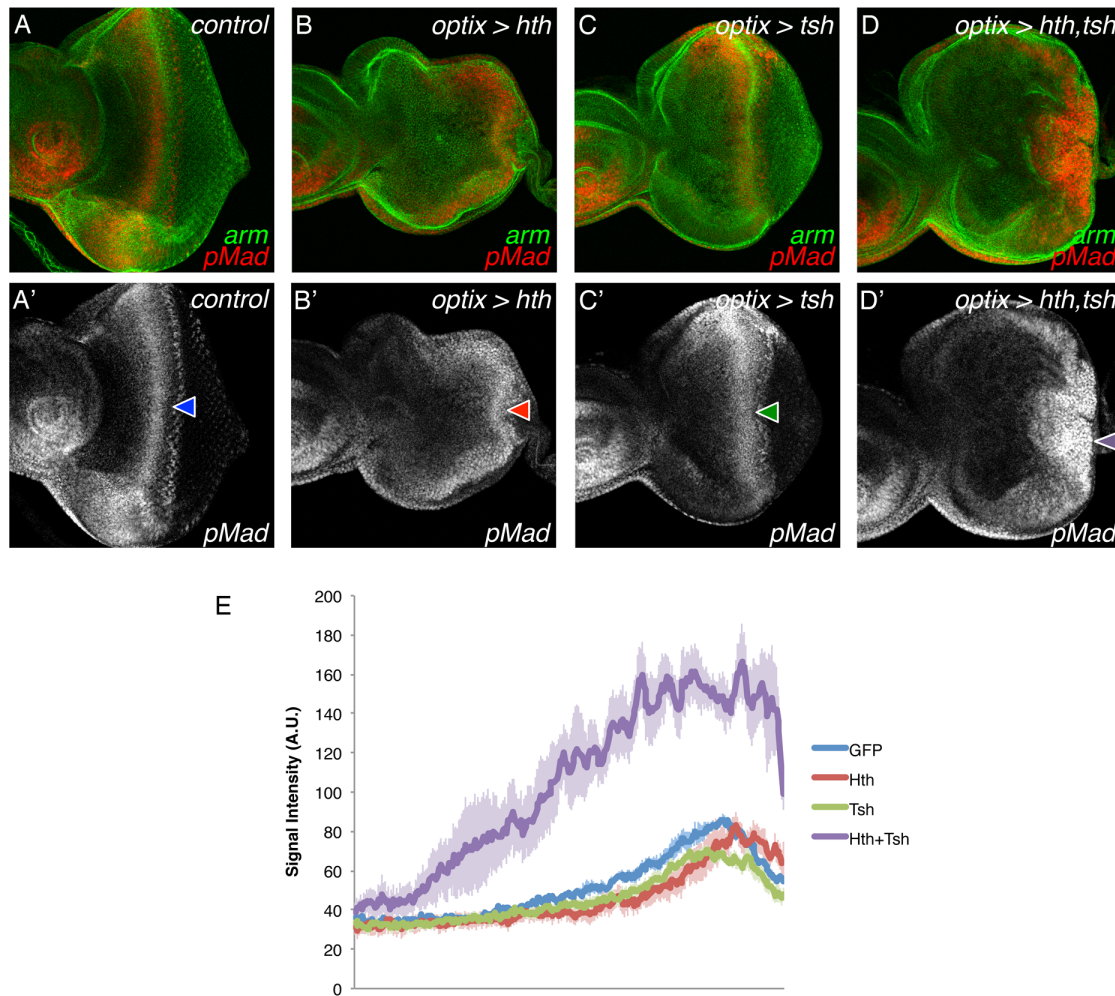 A control
arm
pMad
B optix > hth
arm
pMad
C optix > tsh
arm
pMad
D optix > hth,tsh
arm
pMad
A' control
pMad
B' optix > hth
pMad
C' optix > tsh
pMad
D' optix > hth,tsh
pMad
E
Signal Intensity (A.U.)
200
180
160
140
120
100
80
60
40
20
0
GFP
Hth
Tsh
Hth+Tsh